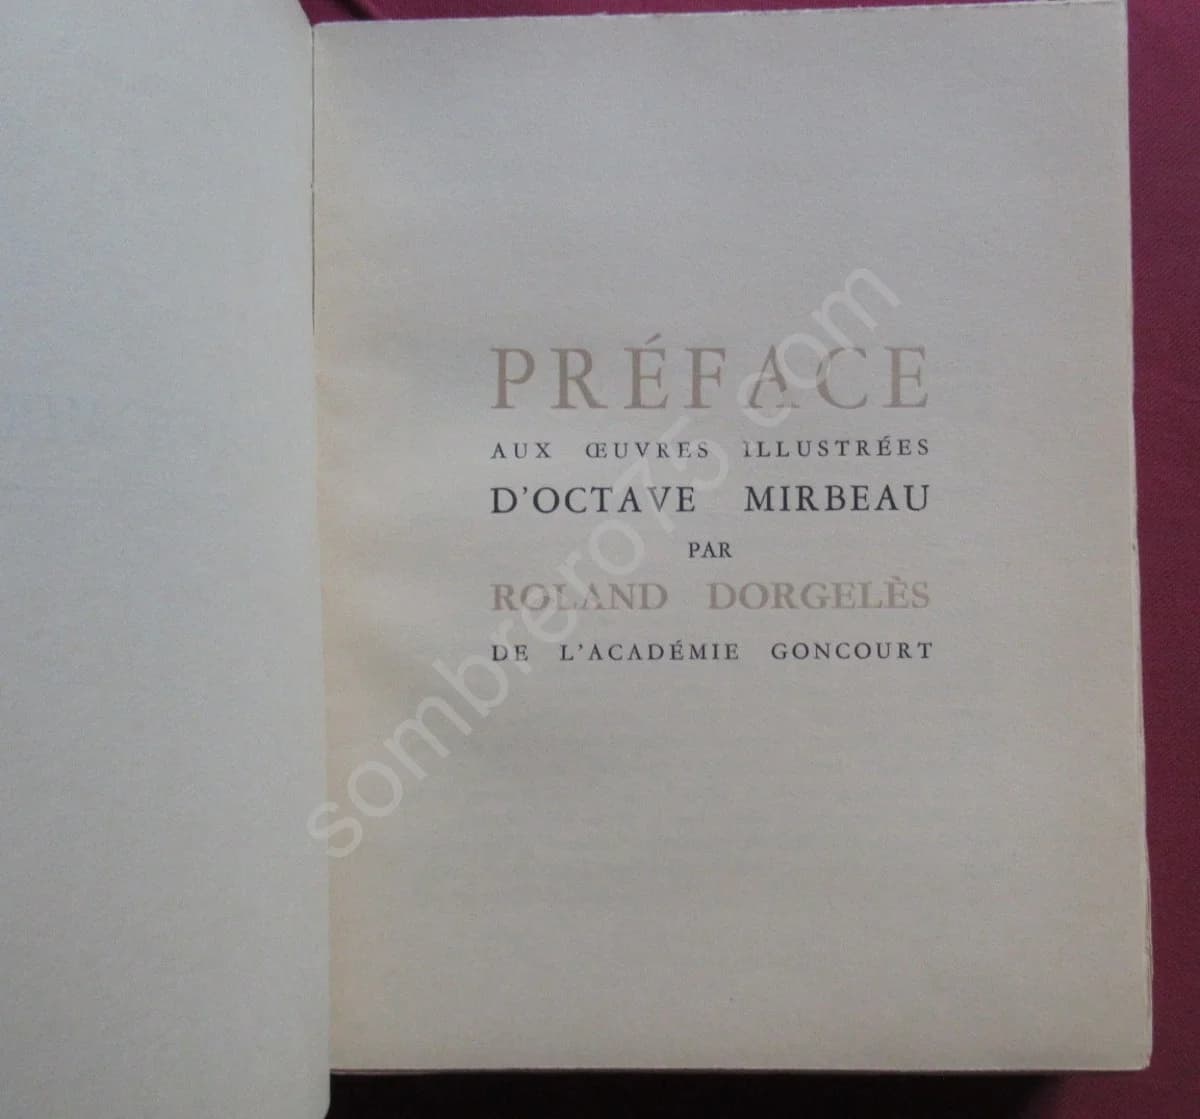 PRÉFACE
AUX ŒUVRES ILLUSTRÉES
D'OCTAVE MIRBEAU
PAR
ROLAND DORGELÈS
DE L'ACADÉMIE GONCOURT
sombrero75.com